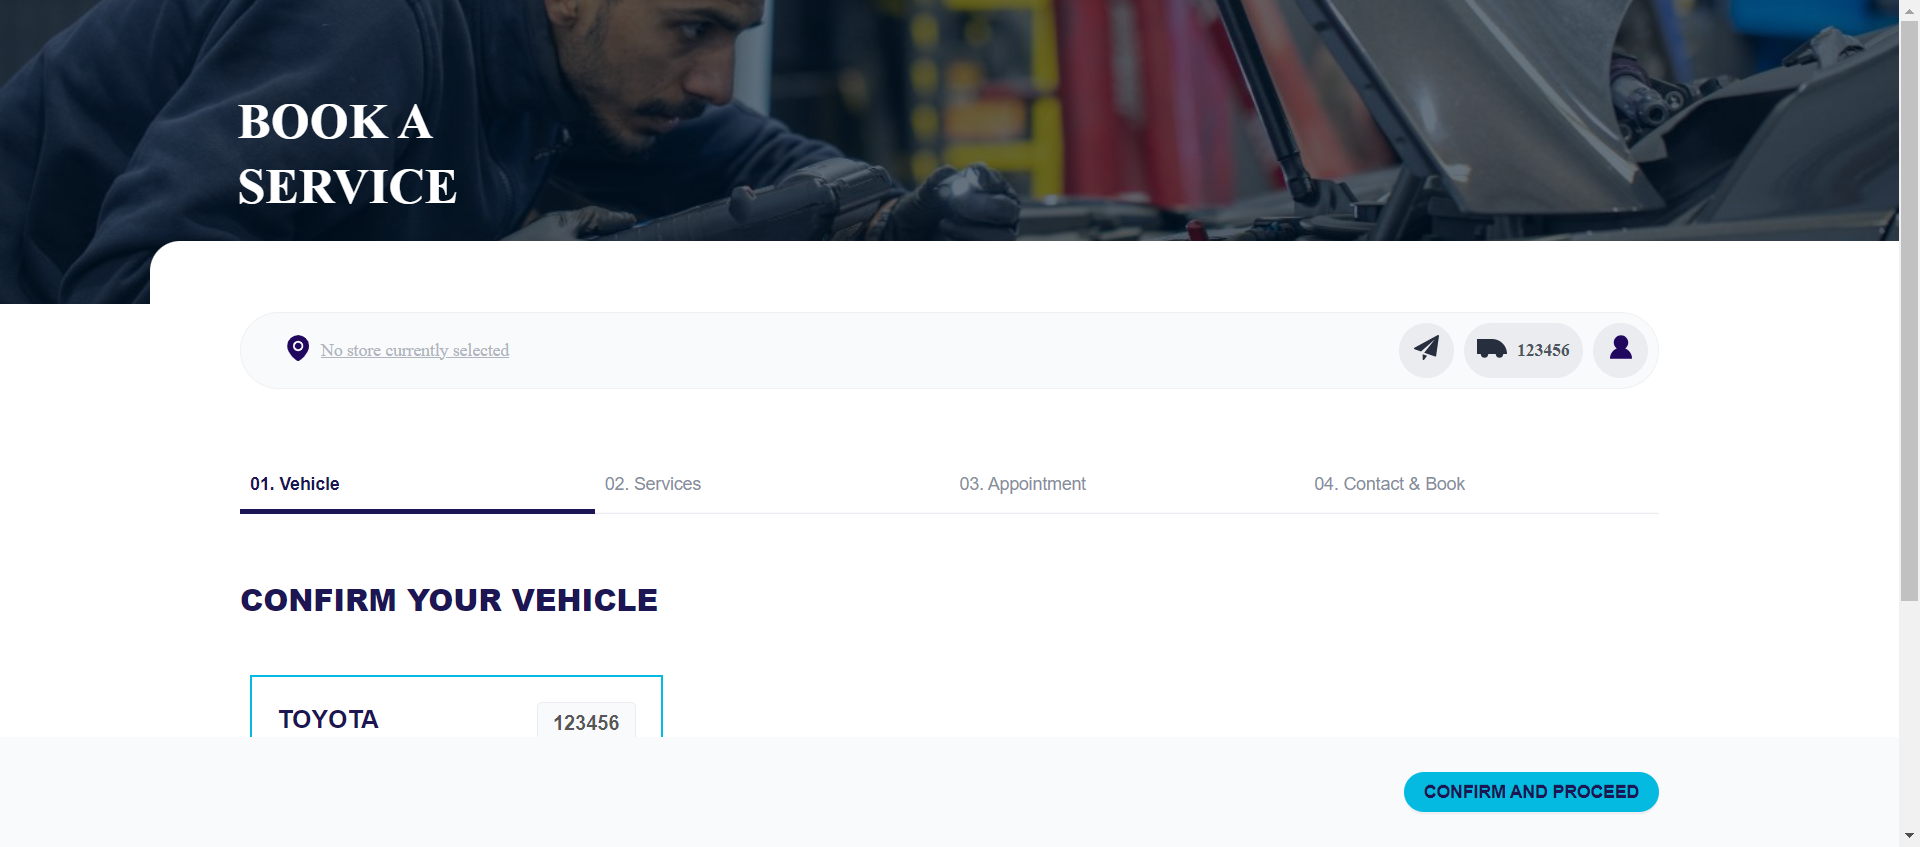 BOOK A
SERVICE
No store currently selected
123456
01. Vehicle
02. Services
03. Appointment
04. Contact & Book
CONFIRM YOUR VEHICLE
TOYOTA
123456
CONFIRM AND PROCEED